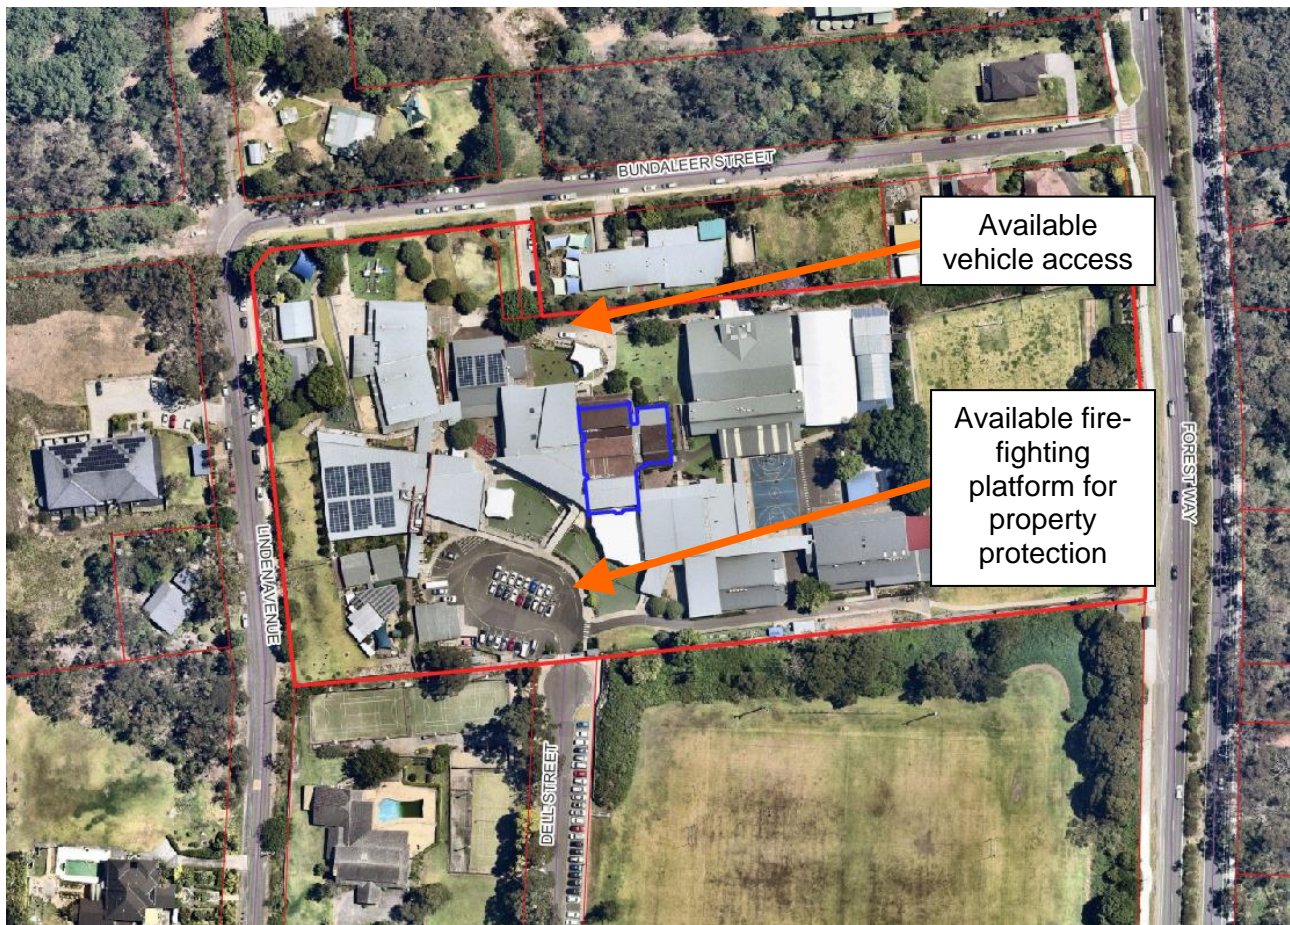 BUNDALEER STREET
Available
vehicle access
Available fire-
fighting
platform for
property
protection
FOREST WAY
LINDEN AVENUE
DELL STREET